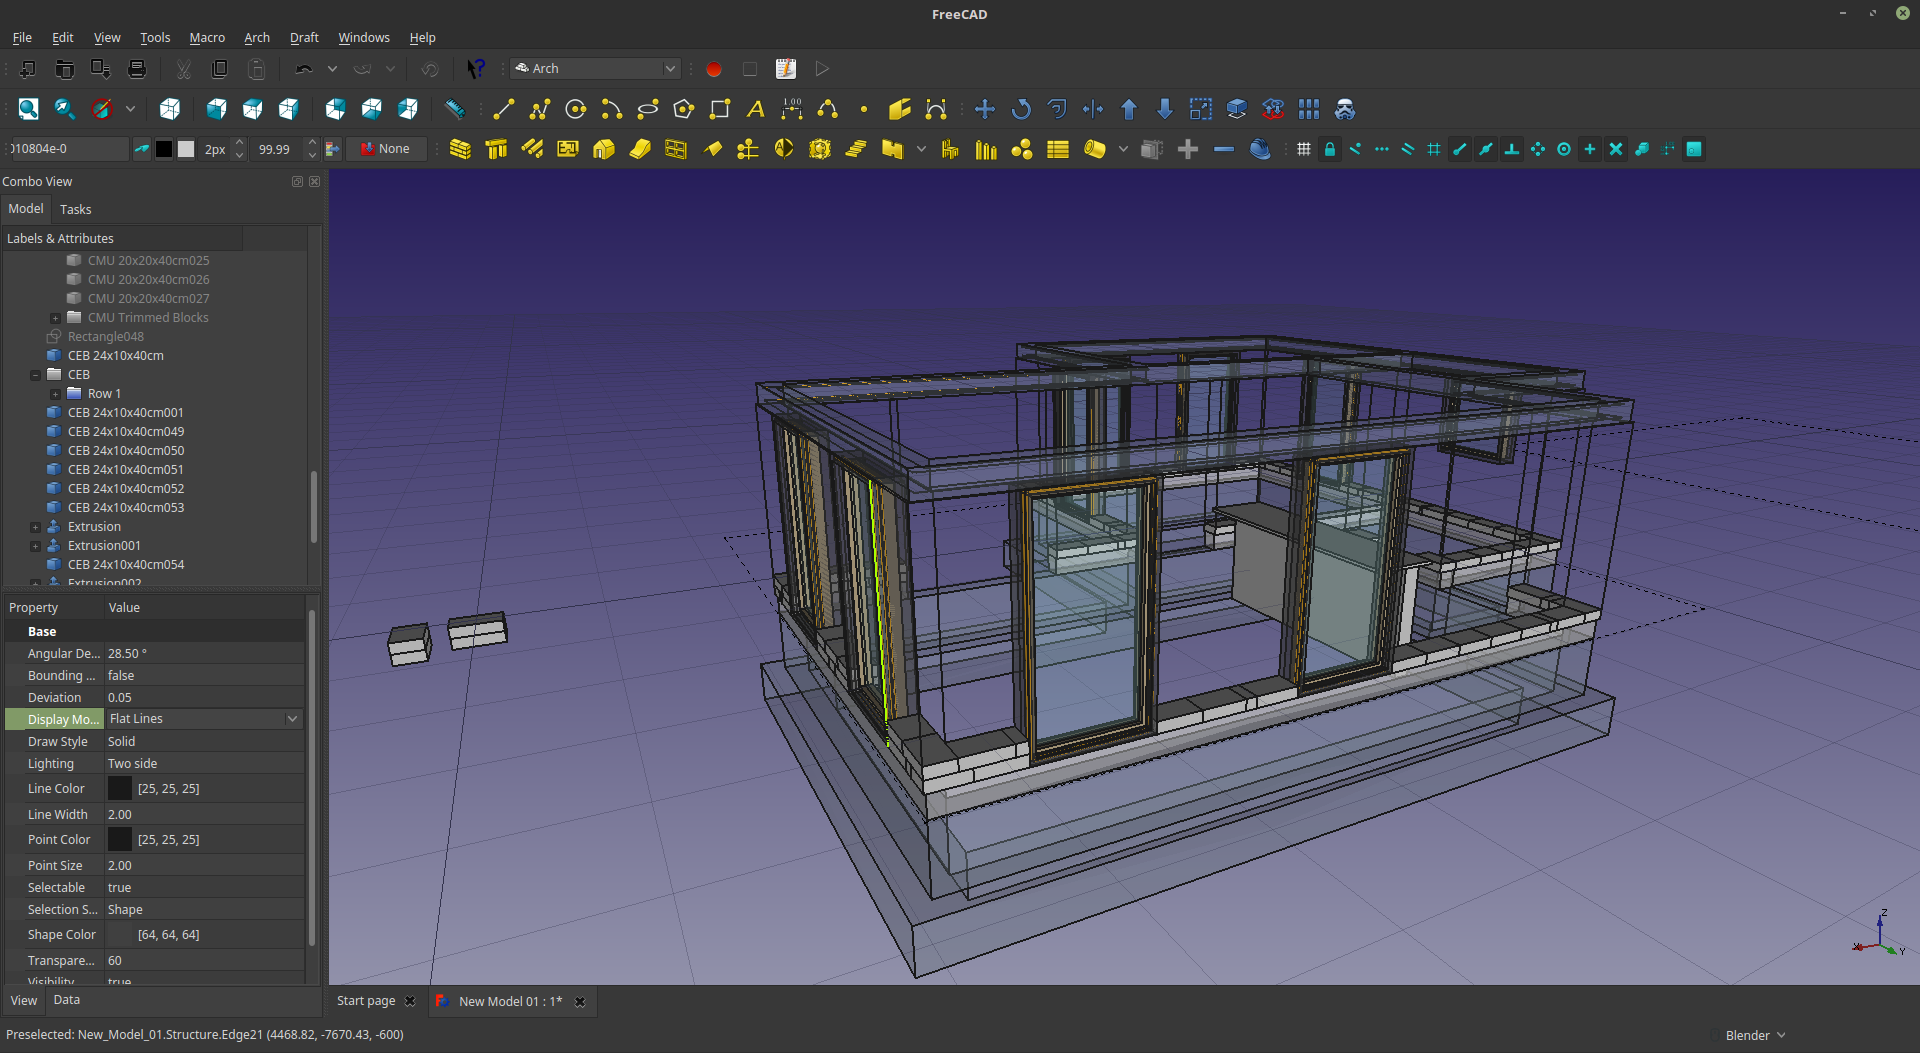 FreeCAD
File Edit View Tools Macro Arch Draft Windows Help
Arch
A 1.00
010804e-0 2px 99.99 None
Combo View
Model Tasks
Labels & Attributes
CMU 20x20x40cm025
CMU 20x20x40cm026
CMU 20x20x40cm027
CMU Trimmed Blocks
Rectangle048
CEB 24x10x40cm
CEB
Row 1
CEB 24x10x40cm001
CEB 24x10x40cm049
CEB 24x10x40cm050
CEB 24x10x40cm051
CEB 24x10x40cm052
CEB 24x10x40cm053
Extrusion
Extrusion001
CEB 24x10x40cm054
Extrusion002
Property Value
Base
Angular De... 28.50 °
Bounding ... false
Deviation 0.05
Display Mo... Flat Lines
Draw Style Solid
Lighting Two side
Line Color [25, 25, 25]
Line Width 2.00
Point Color [25, 25, 25]
Point Size 2.00
Selectable true
Selection S... Shape
Shape Color [64, 64, 64]
Transpare... 60
Visibility true
View Data
Z
X Y
Start page New Model 01 : 1*
Preselected: New_Model_01.Structure.Edge21 (4468.82, -7670.43, -600)
Blender